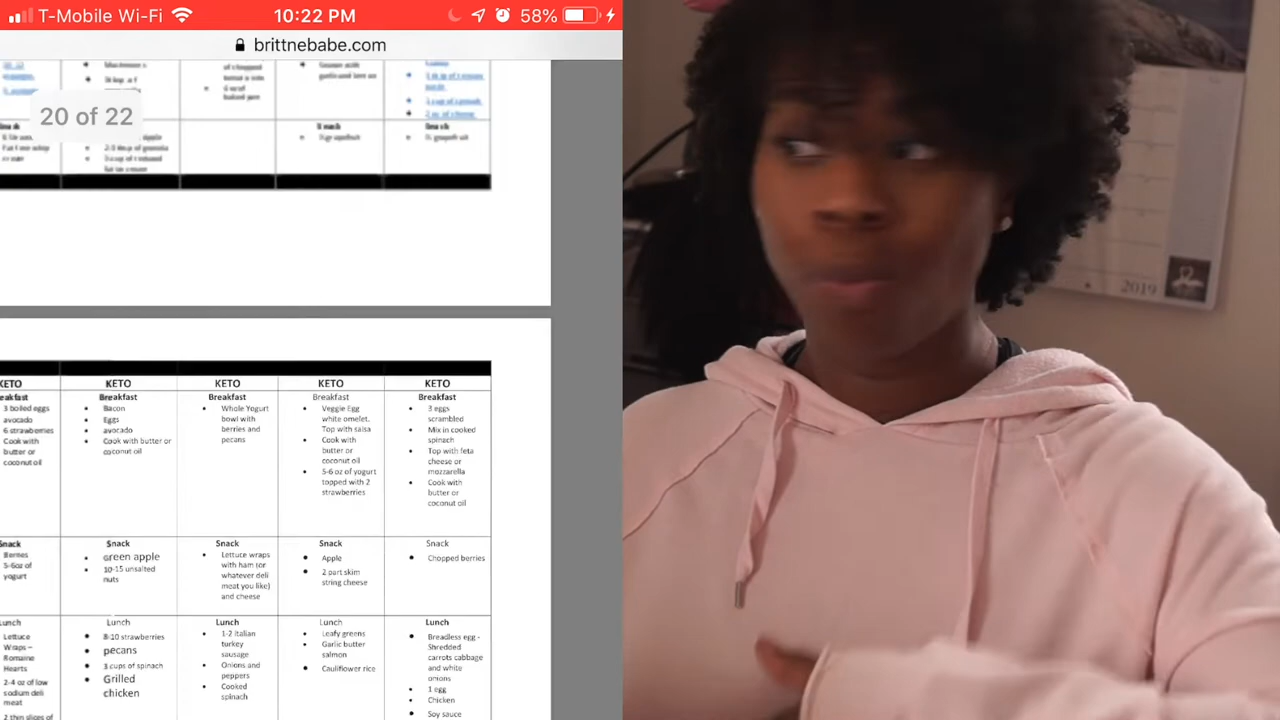 T-Mobile Wi-Fi
10:22 PM
58%
brittnebabe.com
20 of 22
KETO
KETO
KETO
KETO
KETO
Breakfast
3 boiled eggs
avocado
6 strawberries
Cook with
butter or
coconut oil
Breakfast
Bacon
Eggs
avocado
Cook with butter or
coconut oil
Breakfast
Whole Yogurt
bowl with
berries and
pecans
Breakfast
Veggie Egg
white omelet.
Top with salsa
Cook with
butter or
coconut oil
5-6 oz of yogurt
topped with 2
strawberries
Breakfast
3 eggs
scrambled
Mix in cooked
spinach
Top with feta
cheese or
mozzarella
Cook with
butter or
coconut oil
Snack
Berries
5-6oz of
yogurt
Snack
Green apple
10-15 unsalted
nuts
Snack
Lettuce wraps
with ham (or
whatever deli
meat you like)
and cheese
Snack
Apple
2 part skim
string cheese
Snack
Chopped berries
Lunch
Lettuce
Wraps –
Romaine
Hearts
2-4 oz of low
sodium deli
meat
2 thin slices of
Lunch
8-10 strawberries
pecans
3 cups of spinach
Grilled
chicken
Lunch
1-2 Italian
turkey
sausage
Onions and
peppers
Cooked
spinach
Lunch
Leafy greens
Garlic butter
salmon
Cauliflower rice
Lunch
Breadless egg -
Shredded
carrots cabbage
and white
onions
1 egg
Chicken
Soy sauce
2019